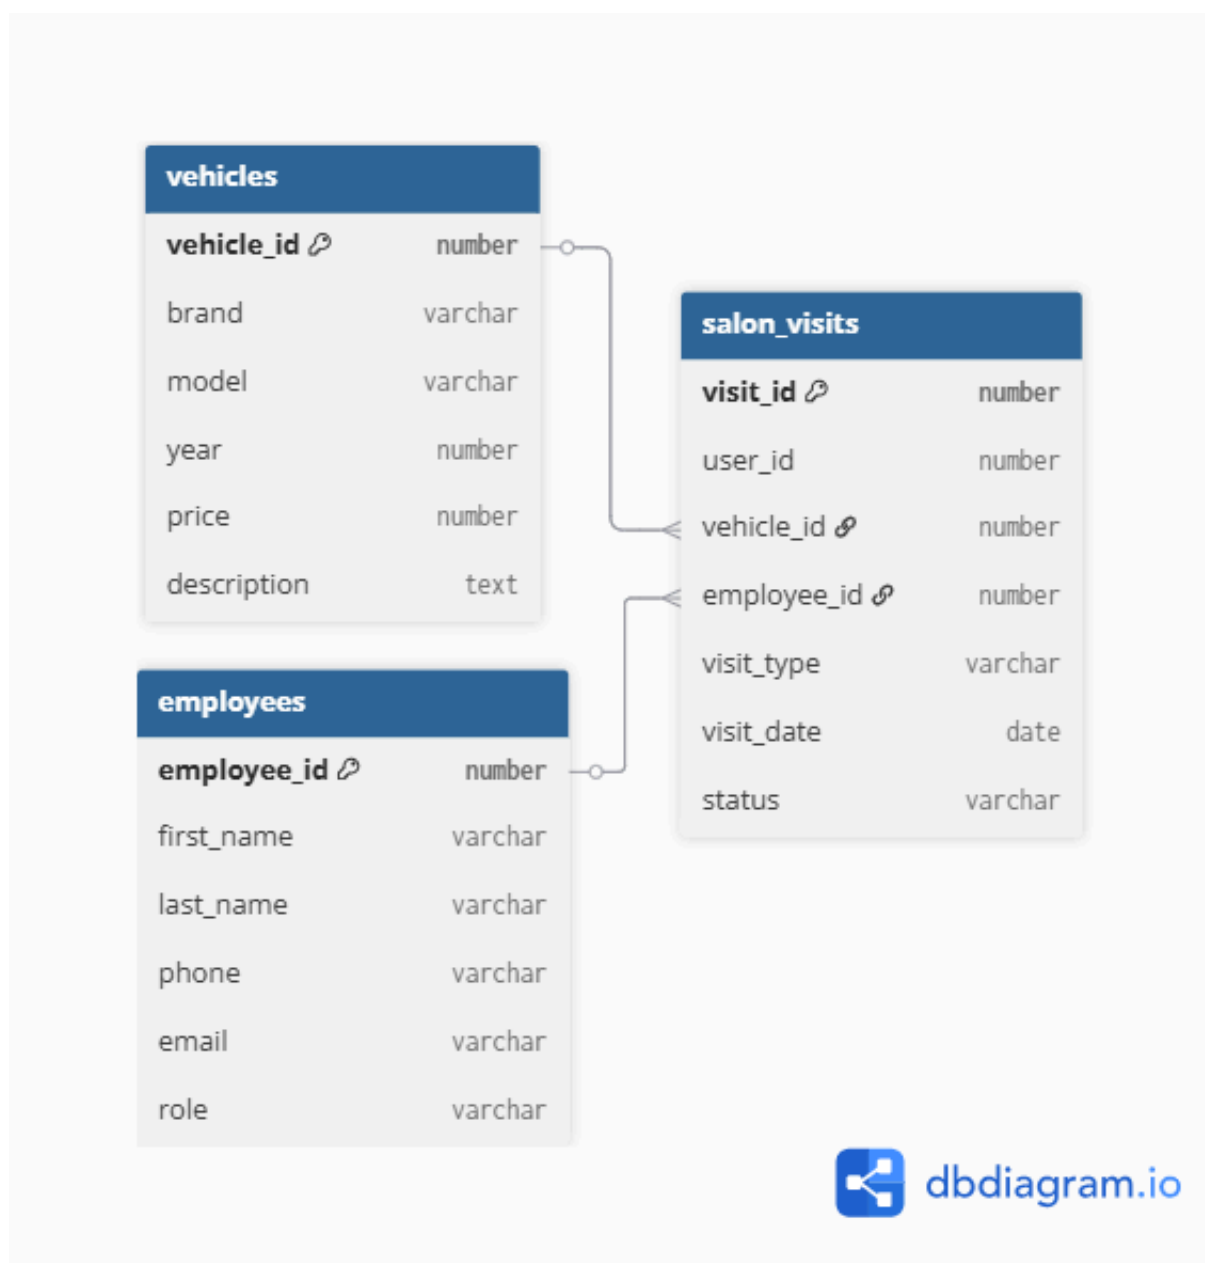 vehicles
vehicle_id number
brand varchar
model varchar
year number
price number
description text
salon_visits
visit_id number
user_id number
vehicle_id number
employee_id number
visit_type varchar
visit_date date
status varchar
employees
employee_id number
first_name varchar
last_name varchar
phone varchar
email varchar
role varchar
dbdiagram.io